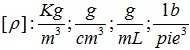 [ρ]: Kg/m³ ; g/cm³ ; g/mL ; 1b/pie³